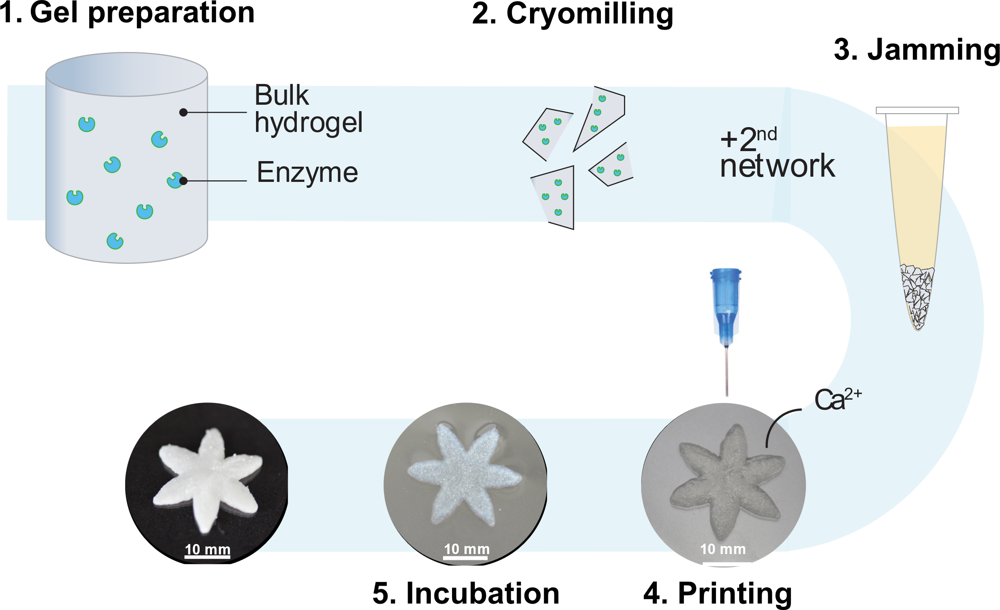 1. Gel preparation
2. Cryomilling
3. Jamming
Bulk
hydrogel
Enzyme
+2nd
network
Ca2+
10 mm
10 mm
10 mm
5. Incubation
4. Printing